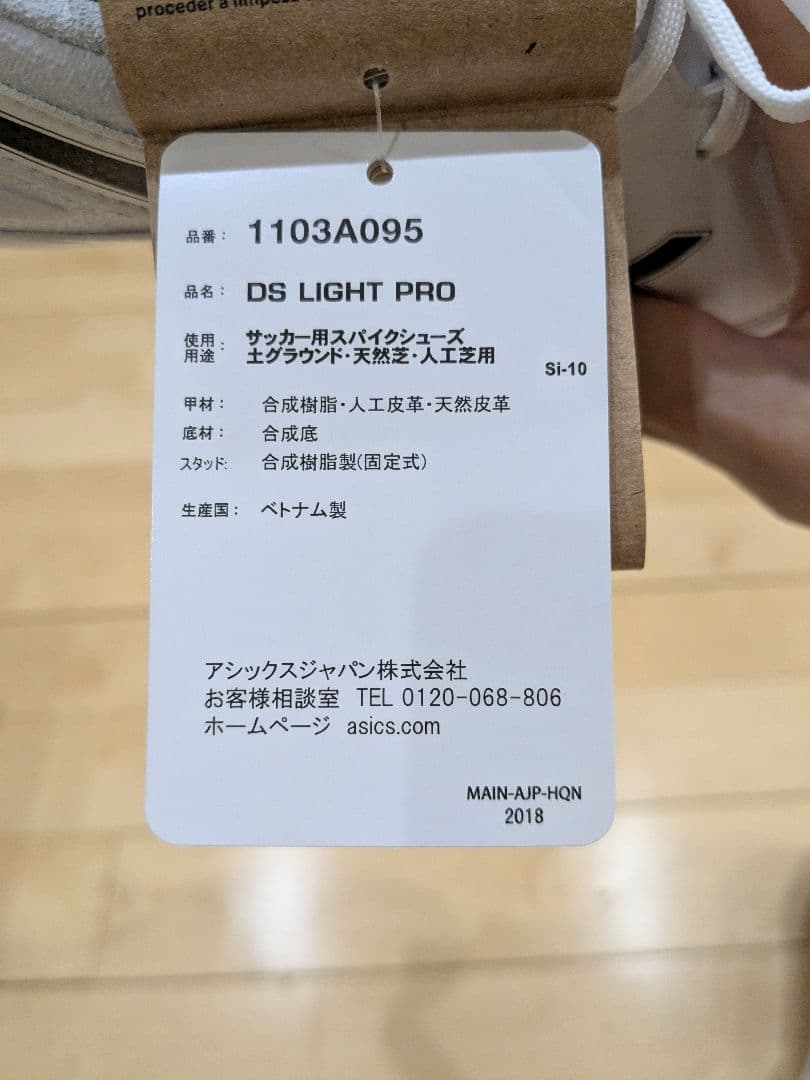 proceder a
品番： 1103A095
品名： DS LIGHT PRO
使用用途： サッカー用スパイクシューズ
土グラウンド・天然芝・人工芝用
Si-10
甲材： 合成樹脂・人工皮革・天然皮革
底材： 合成底
スタッド: 合成樹脂製(固定式)
生産国： ベトナム製
アシックスジャパン株式会社
お客様相談室 TEL 0120-068-806
ホームページ asics.com
MAIN-AJP-HQN
2018